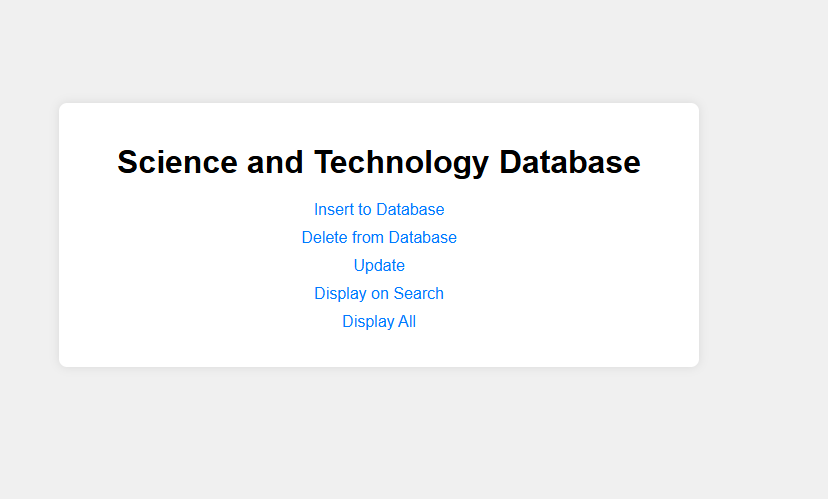 Science and Technology Database
Insert to Database
Delete from Database
Update
Display on Search
Display All